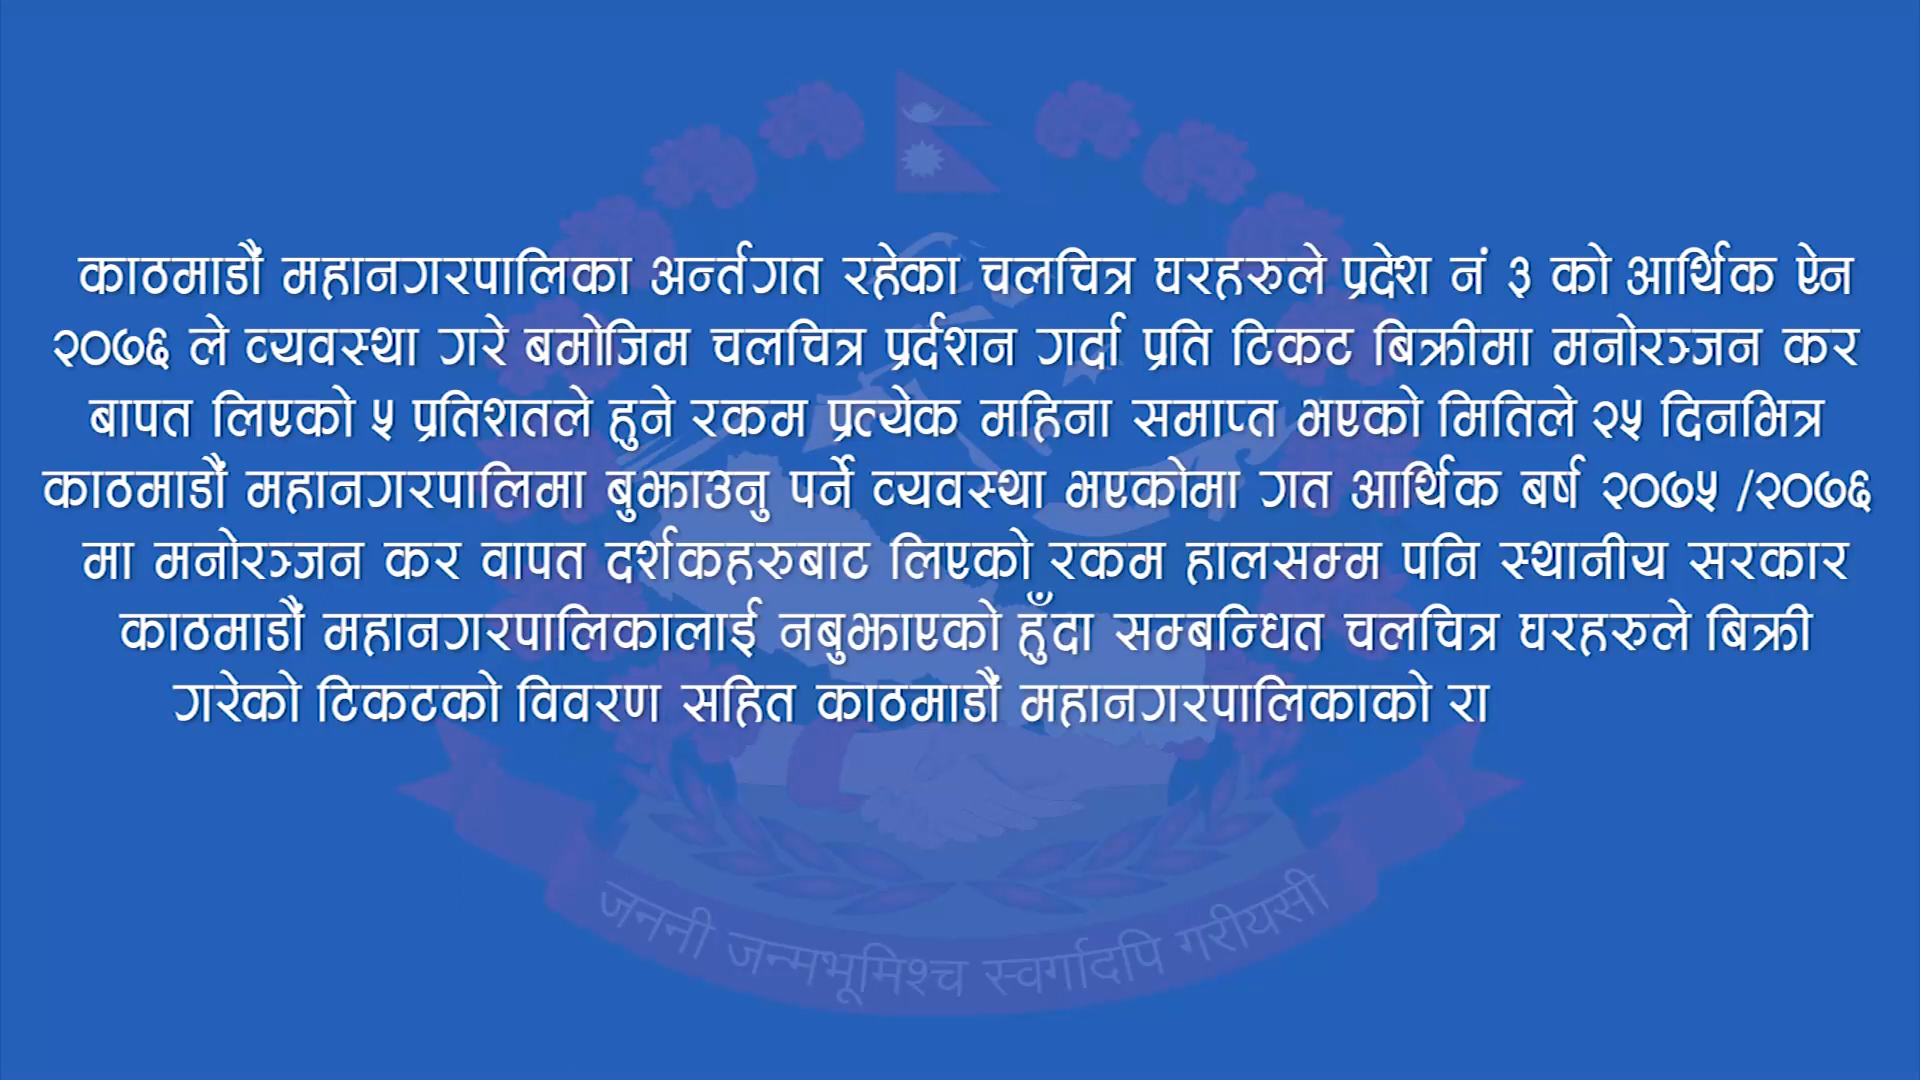 काठमाडौं महानगरपालिका अर्न्तगत रहेका चलचित्र घरहरुले प्रदेश नं ३ को आर्थिक ऐन
२०७६ ले व्यवस्था गरे बमोजिम चलचित्र प्रर्दशन गर्दा प्रति टिकट बिक्रीमा मनोरञ्जन कर
बापत लिएको ५ प्रतिशतले हुने रकम प्रत्येक महिना समाप्त भएको मितिले २५ दिनभित्र
काठमाडौं महानगरपालिमा बुझाउनु पर्ने व्यवस्था भएकोमा गत आर्थिक बर्ष २०७५ /२०७६
मा मनोरञ्जन कर वापत दर्शकहरुबाट लिएको रकम हालसम्म पनि स्थानीय सरकार
काठमाडौं महानगरपालिकालाई नबुझाएको हुँदा सम्बन्धित चलचित्र घरहरुले बिक्री
गरेको टिकटको विवरण सहित काठमाडौं महानगरपालिकाको रा
जननी जन्मभूमिश्च स्वर्गादपि गरीयसी